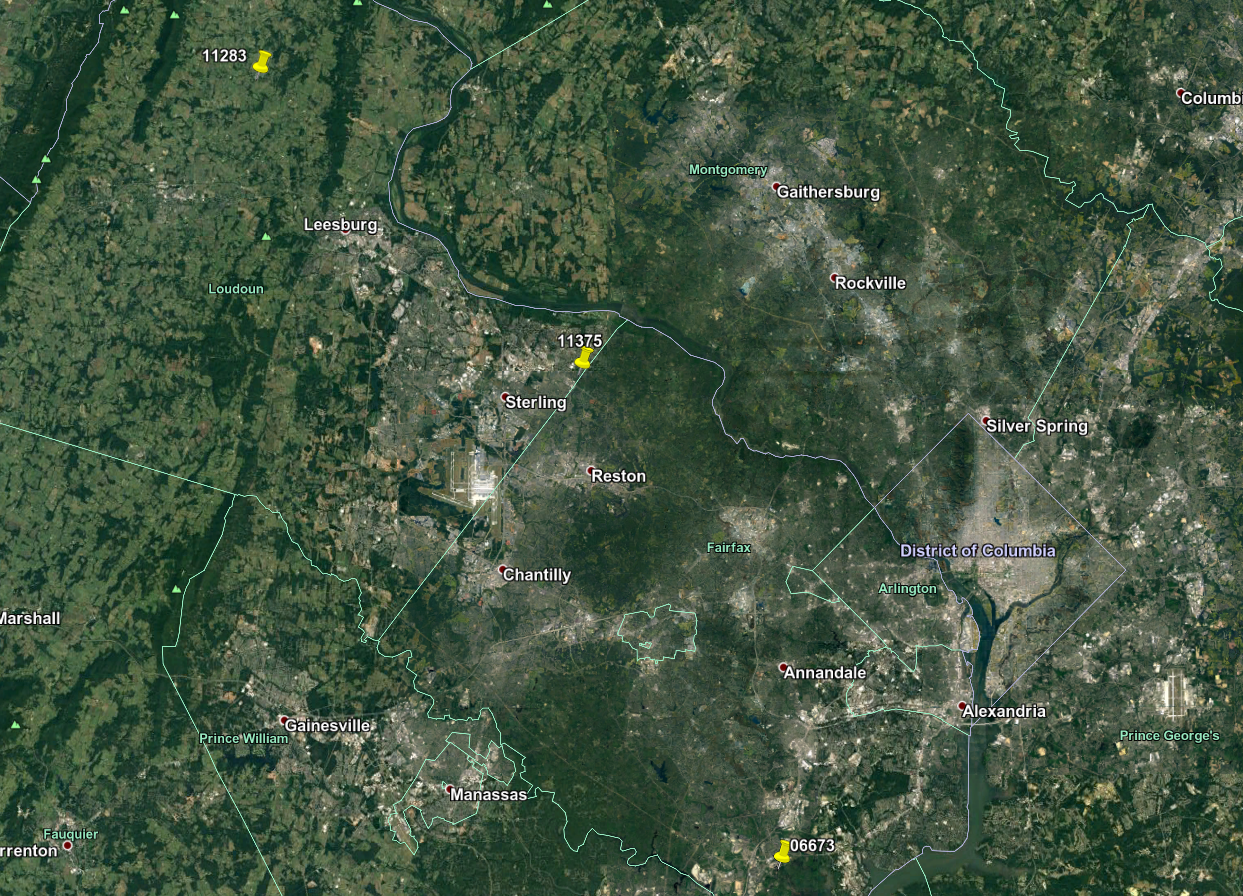 11283
Columbi
Montgomery
Gaithersburg
Leesburg
Rockville
Loudoun
11375
Sterling
Silver Spring
Reston
Fairfax
District of Columbia
Chantilly
Arlington
Marshall
Annandale
Alexandria
Gainesville
Prince William
Prince George's
Manassas
Fauquier
rrenton
06673